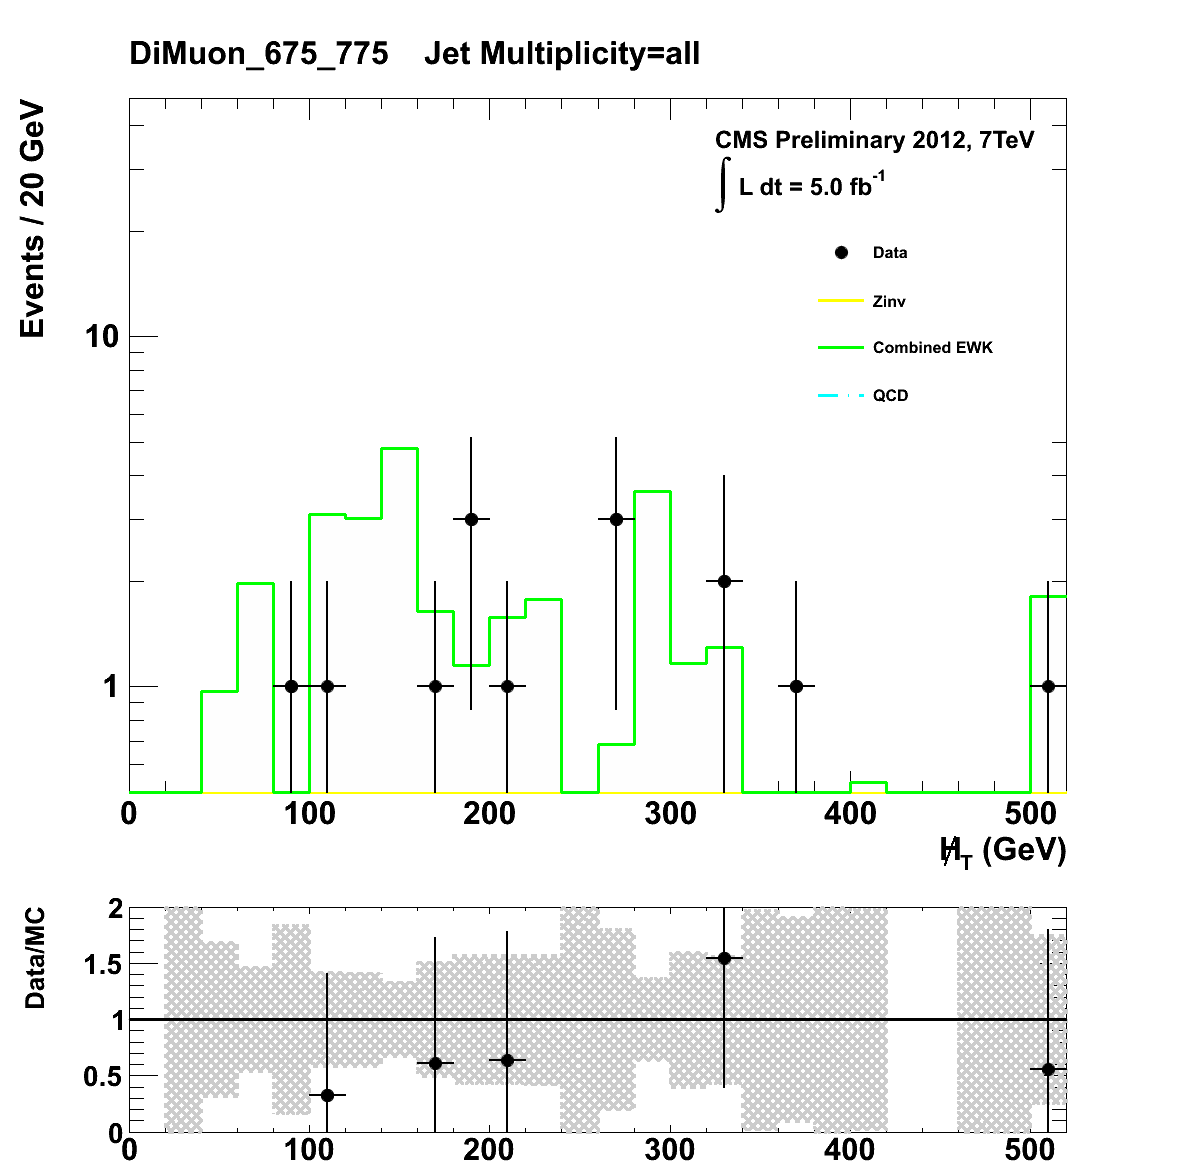 DiMuon_675_775 Jet Multiplicity=all
Events / 20 GeV
CMS Preliminary 2012, 7TeV
∫ L dt = 5.0 fb⁻¹
Data
Zinv
Combined EWK
QCD
10
1
0 100 200 300 400 500
H̸_T (GeV)
Data/MC
2
1.5
1
0.5
0
0 100 200 300 400 500